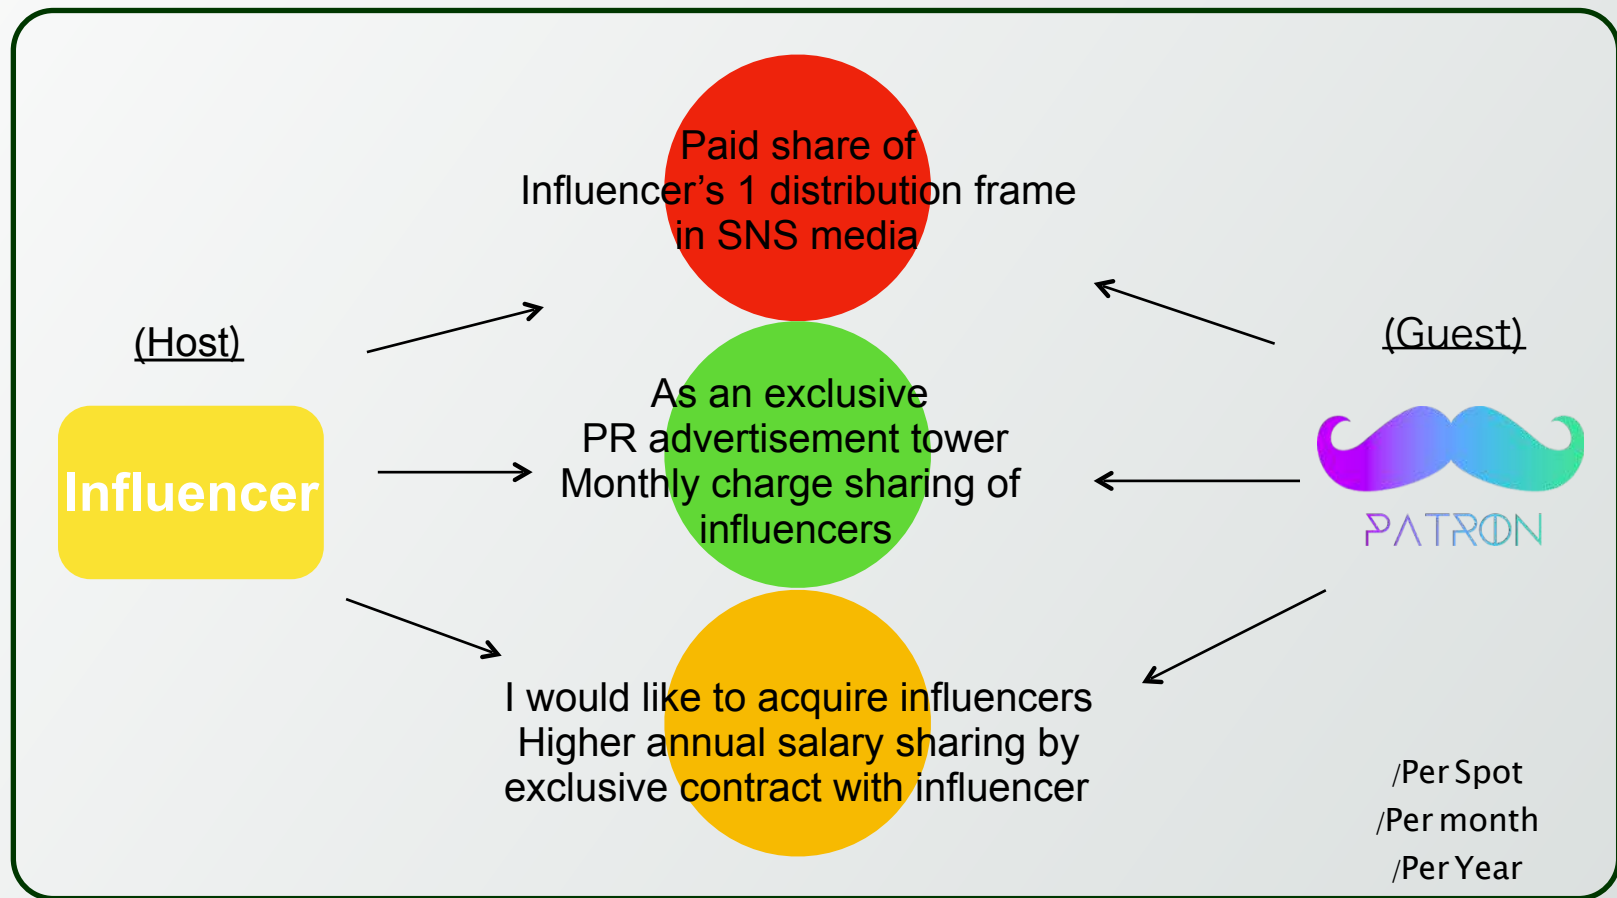 Paid share of
Influencer’s 1 distribution frame
in SNS media
(Host)
Influencer
As an exclusive
PR advertisement tower
Monthly charge sharing of
influencers
(Guest)
PATRON
I would like to acquire influencers
Higher annual salary sharing by
exclusive contract with influencer
/Per Spot
/Per month
/Per Year